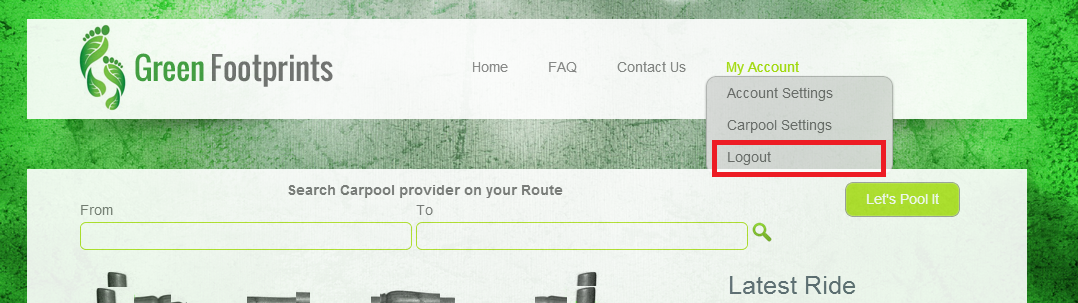 Green Footprints
Home FAQ Contact Us My Account
Account Settings
Carpool Settings
Logout
Search Carpool provider on your Route
Let's Pool It
From To
Latest Ride